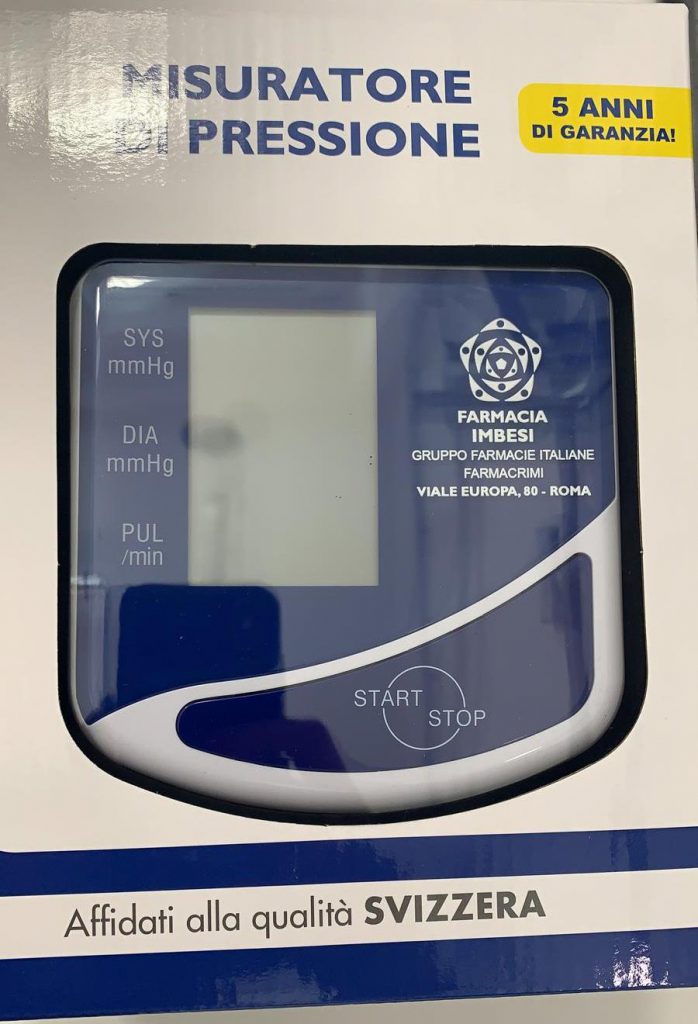 MISURATORE
DI PRESSIONE
5 ANNI
DI GARANZIA!
SYS
mmHg
DIA
mmHg
PUL
/min
FARMACIA
IMBESI
GRUPPO FARMACIE ITALIANE
FARMACRIMI
VIALE EUROPA, 80 - ROMA
START
STOP
Affidati alla qualità SVIZZERA